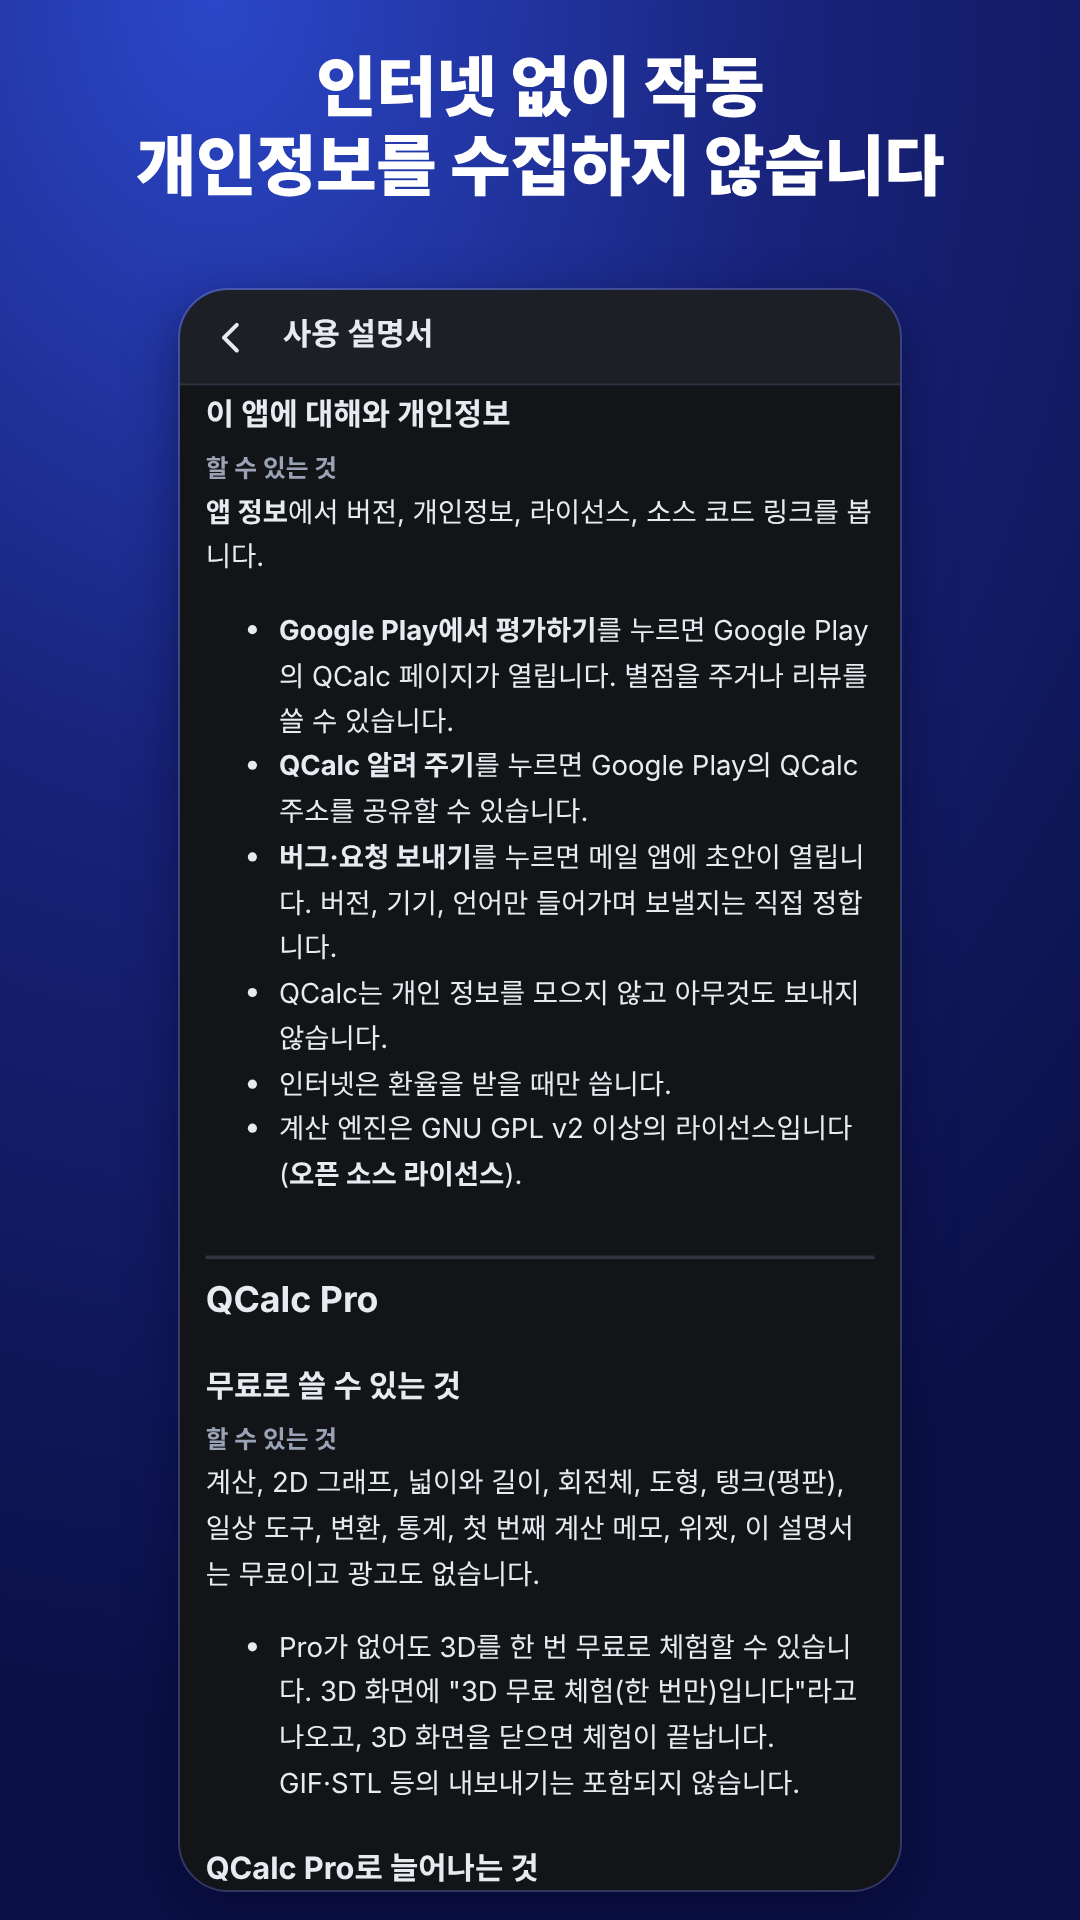 인터넷 없이 작동
개인정보를 수집하지 않습니다
사용 설명서
이 앱에 대해와 개인정보
할 수 있는 것
앱 정보에서 버전, 개인정보, 라이선스, 소스 코드 링크를 봅
니다.
• Google Play에서 평가하기를 누르면 Google Play
의 QCalc 페이지가 열립니다. 별점을 주거나 리뷰를
쓸 수 있습니다.
• QCalc 알려 주기를 누르면 Google Play의 QCalc
주소를 공유할 수 있습니다.
• 버그·요청 보내기를 누르면 메일 앱에 초안이 열립니
다. 버전, 기기, 언어만 들어가며 보낼지는 직접 정합
니다.
• QCalc는 개인 정보를 모으지 않고 아무것도 보내지
않습니다.
• 인터넷은 환율을 받을 때만 씁니다.
• 계산 엔진은 GNU GPL v2 이상의 라이선스입니다
(오픈 소스 라이선스).
QCalc Pro
무료로 쓸 수 있는 것
할 수 있는 것
계산, 2D 그래프, 넓이와 길이, 회전체, 도형, 탱크(평판),
일상 도구, 변환, 통계, 첫 번째 계산 메모, 위젯, 이 설명서
는 무료이고 광고도 없습니다.
• Pro가 없어도 3D를 한 번 무료로 체험할 수 있습니
다. 3D 화면에 "3D 무료 체험(한 번만)입니다"라고
나오고, 3D 화면을 닫으면 체험이 끝납니다.
GIF·STL 등의 내보내기는 포함되지 않습니다.
QCalc Pro로 늘어나는 것